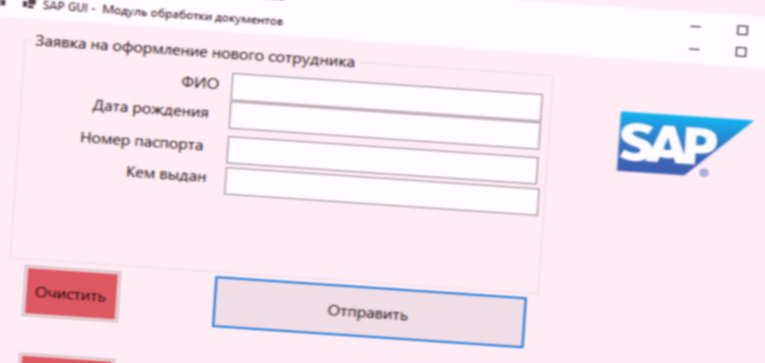 SAP GUI - Модуль обработки документов
Заявка на оформление нового сотрудника
ФИО
Дата рождения
Номер паспорта
Кем выдан
SAP®
Очистить
Отправить